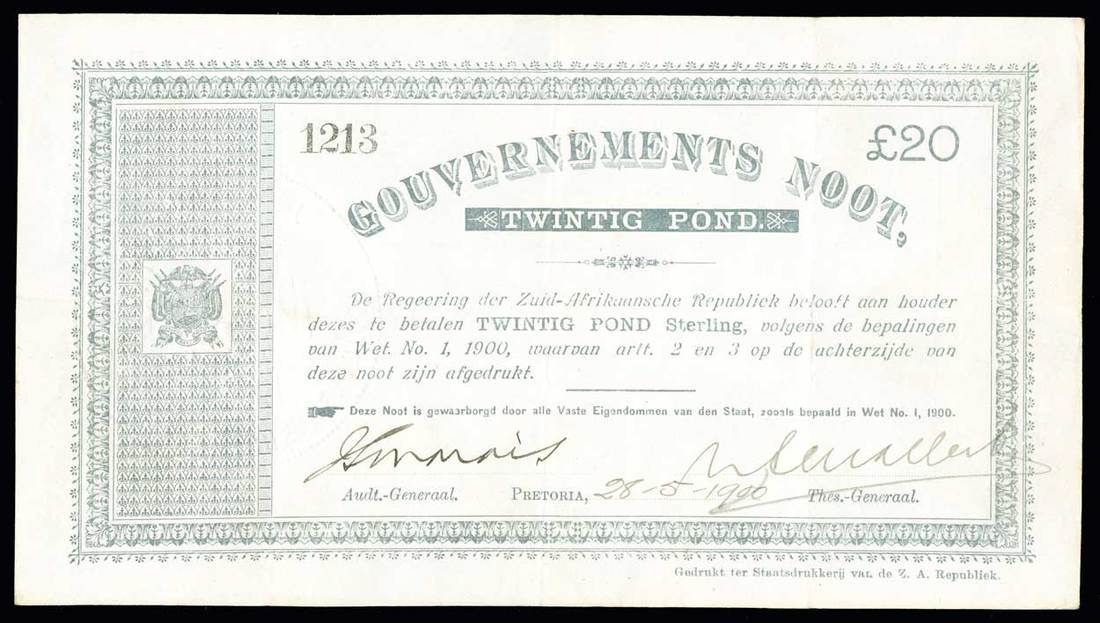 1213
£20
GOUVERNEMENTS NOOT,
TWINTIG POND.
De Regeering der Zuid-Afrikaansche Republiek belooft aan houder
dezes te betalen TWINTIG POND Sterling, volgens de bepalingen
van Wet. No. 1, 1900, waarvan artt. 2 en 3 op de achterzijde van
deze noot zijn afgedrukt.
Deze Noot is gewaarborgd door alle Vaste Eigendommen van den Staat, zooals bepaald in Wet No. 1, 1900.
Audt.-Generaal. PRETORIA, 28-5-1900 Thes.-Generaal.
Gedrukt ter Staatsdrukkerij van de Z. A. Republiek.